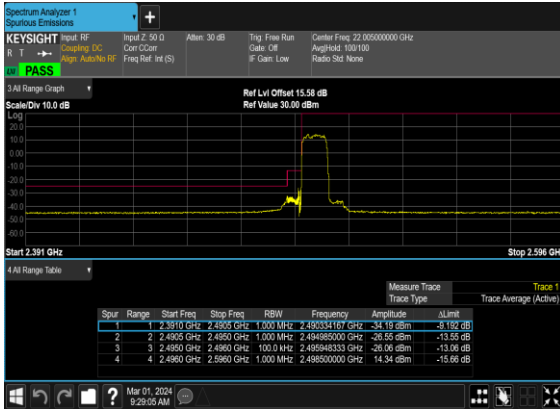 Spectrum Analyzer 1
Spurious Emissions
+
KEYSIGHT Input: RF Input Z: 50 Ω Atten: 30 dB Trig: Free Run Center Freq: 22.005000000 GHz
R T Coupling: DC Corr CCorr Gate: Off Avg|Hold: 100/100
Align: Auto/No RF Freq Ref: Int (S) IF Gain: Low Radio Std: None
PASS
3 All Range Graph
Ref Lvl Offset 15.58 dB
Scale/Div 10.0 dB Ref Value 30.00 dBm
Log
20.0
10.0
0.00
-10.0
-20.0
-30.0
-40.0
-50.0
-60.0
Start 2.391 GHz Stop 2.596 GH
4 All Range Table
Measure Trace Trace 1
Trace Type Trace Average (Active)
Spur Range Start Freq Stop Freq RBW Frequency Amplitude ΔLimit
1 1 2.3910 GHz 2.4905 GHz 1.000 MHz 2.490334167 GHz -34.19 dBm -9.192 dB
2 2 2.4905 GHz 2.4950 GHz 1.000 MHz 2.494985000 GHz -26.55 dBm -13.55 dB
3 3 2.4950 GHz 2.4960 GHz 100.0 kHz 2.495948333 GHz -26.06 dBm -13.06 dB
4 4 2.4960 GHz 2.5960 GHz 1.000 MHz 2.498500000 GHz 14.34 dBm -15.66 dB
?
Mar 01, 2024
9:29:05 AM